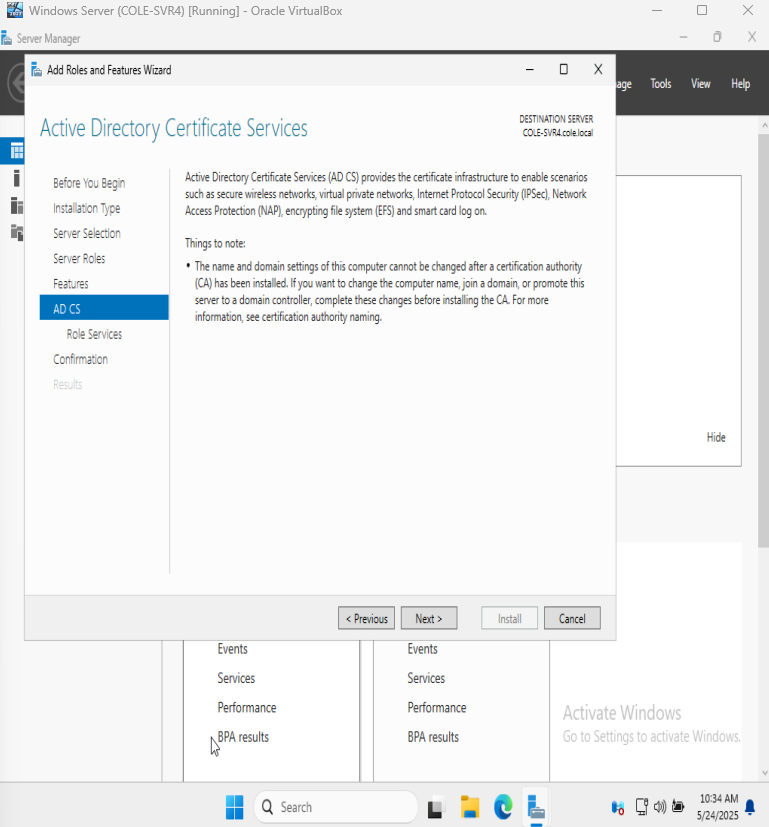 Windows Server (COLE-SVR4) [Running] - Oracle VirtualBox
Server Manager
Add Roles and Features Wizard
age Tools View Help
Active Directory Certificate Services
DESTINATION SERVER
COLE-SVR4.cole.local
Before You Begin
Installation Type
Server Selection
Server Roles
Features
AD CS
Role Services
Confirmation
Results
Active Directory Certificate Services (AD CS) provides the certificate infrastructure to enable scenarios
such as secure wireless networks, virtual private networks, Internet Protocol Security (IPSec), Network
Access Protection (NAP), encrypting file system (EFS) and smart card log on.
Things to note:
• The name and domain settings of this computer cannot be changed after a certification authority
(CA) has been installed. If you want to change the computer name, join a domain, or promote this
server to a domain controller, complete these changes before installing the CA. For more
information, see certification authority naming.
Hide
< Previous Next > Install Cancel
Events
Services
Performance
BPA results
Events
Services
Performance
BPA results
Activate Windows
Go to Settings to activate Windows.
Search
10:34 AM
5/24/2025